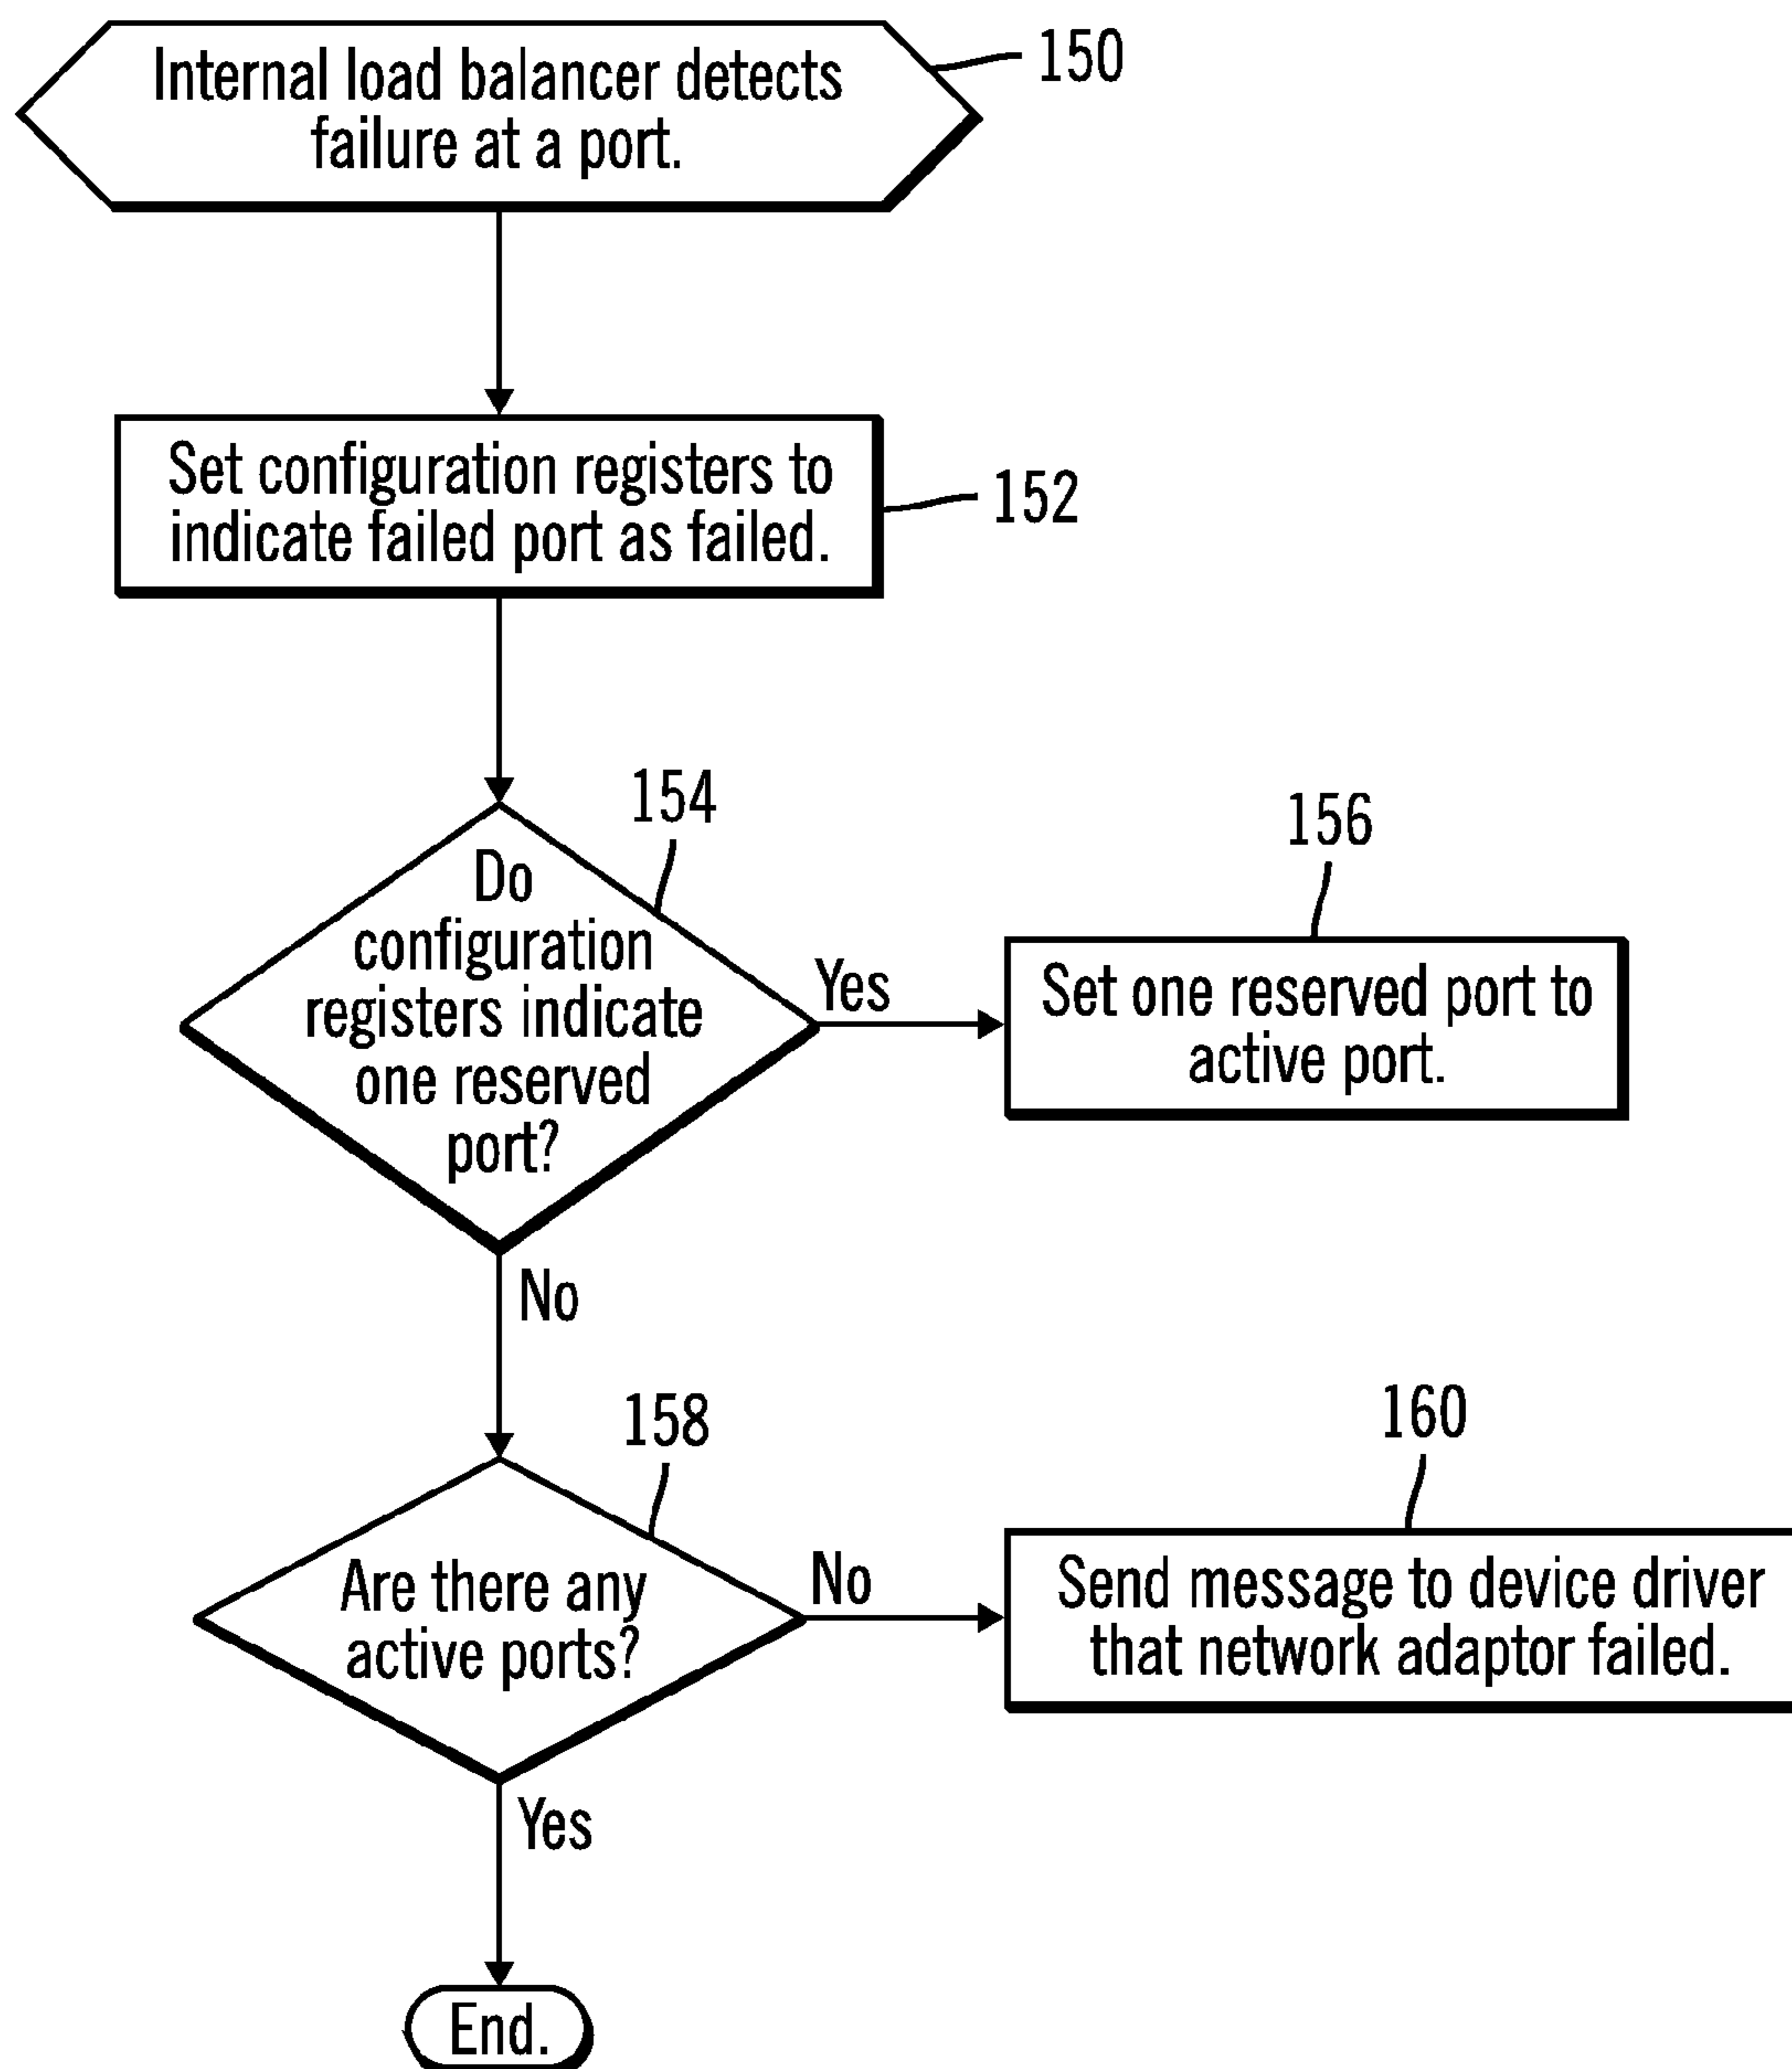 Internal load balancer detects
failure at a port.
150
Set configuration registers to
indicate failed port as failed.
152
154
Do
configuration
registers indicate
one reserved
port?
Yes
156
Set one reserved port to
active port.
No
158
Are there any
active ports?
No
160
Send message to device driver
that network adaptor failed.
Yes
End.